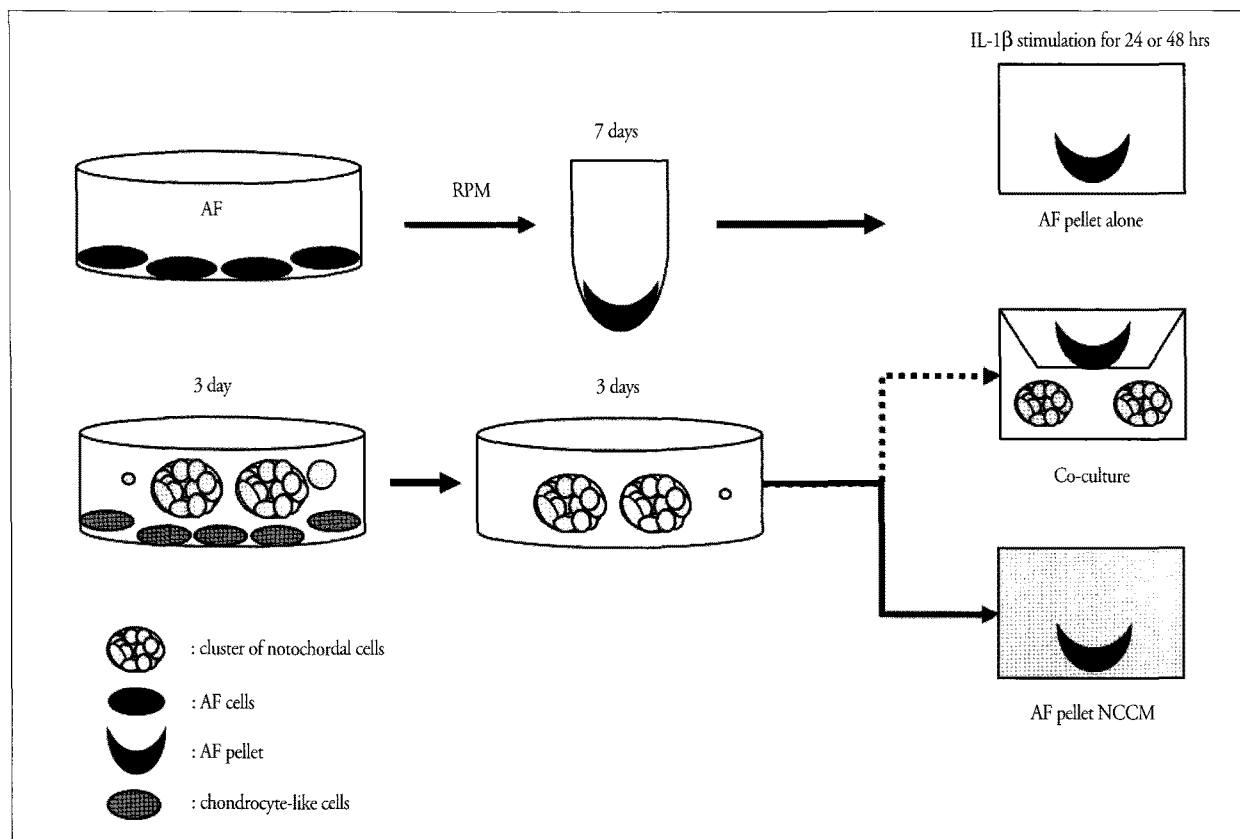 IL-1β stimulation for 24 or 48 hrs
7 days
AF
RPM
AF pellet alone
3 day
3 days
Co-culture
: cluster of notochordal cells
: AF cells
AF pellet NCCM
: AF pellet
: chondrocyte-like cells